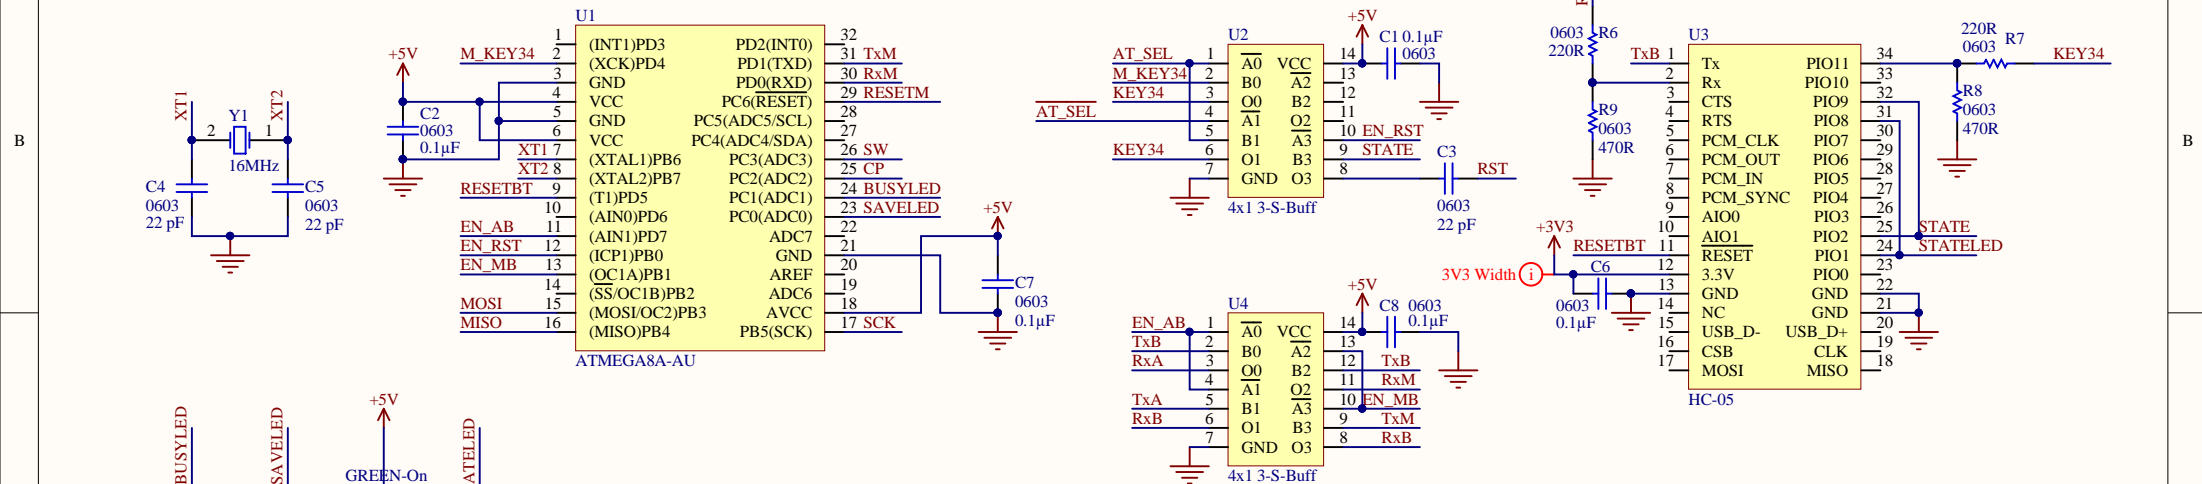 B
XT1
XT2
2
Y1
1
16MHz
C4
0603
22 pF
C5
0603
22 pF
+5V
C2
0603
0.1µF
U1
M_KEY34
XT1
XT2
RESETBT
EN_AB
EN_RST
EN_MB
MOSI
MISO
1 (INT1)PD3
2 (XCK)PD4
3 GND
4 VCC
5 GND
6 VCC
7 (XTAL1)PB6
8 (XTAL2)PB7
9 (T1)PD5
10 (AIN0)PD6
11 (AIN1)PD7
12 (ICP1)PB0
13 (OC1A)PB1
14 (SS/OC1B)PB2
15 (MOSI/OC2)PB3
16 (MISO)PB4
PD2(INT0) 32
PD1(TXD) 31 TxM
PD0(RXD) 30 RxM
PC6(RESET) 29 RESETM
PC5(ADC5/SCL) 28
PC4(ADC4/SDA) 27
PC3(ADC3) 26 SW
PC2(ADC2) 25 CP
PC1(ADC1) 24 BUSYLED
PC0(ADC0) 23 SAVELED
ADC7 22
GND 21
AREF 20
ADC6 19
AVCC 18
PB5(SCK) 17 SCK
ATMEGA8A-AU
+5V
C7
0603
0.1µF
BUSYLED
SAVELED
+5V
GREEN-On
ATELED
U2
AT_SEL 1 A0
M_KEY34 2 B0
KEY34 3 O0
AT_SEL 4 A1
5 B1
KEY34 6 O1
7 GND
+5V
VCC 14
A2 13
B2 12
O2 11
A3 10 EN_RST
B3 9 STATE
O3 8
4x1 3-S-Buff
C1 0.1µF
0603
C3
0603
22 pF
RST
U4
EN_AB 1 A0
TxB 2 B0
RxA 3 O0
4 A1
TxA 5 B1
RxB 6 O1
7 GND
+5V
VCC 14
A2 13
B2 12 TxB
O2 11 RxM
A3 10 EN_MB
B3 9 TxM
O3 8 RxB
4x1 3-S-Buff
C8 0603
0.1µF
0603 R6
220R
R9
0603
470R
+3V3
3V3 Width i
C6
0603
0.1µF
U3
TxB 1 Tx
2 Rx
3 CTS
4 RTS
5 PCM_CLK
6 PCM_OUT
7 PCM_IN
8 PCM_SYNC
9 AIO0
10 AIO1
RESETBT 11 RESET
12 3.3V
13 GND
14 NC
15 USB_D-
16 CSB
17 MOSI
PIO11 34
PIO10 33
PIO9 32
PIO8 31
PIO7 30
PIO6 29
PIO5 28
PIO4 27
PIO3 26
PIO2 25 STATE
PIO1 24 STATELED
PIO0 23
GND 22
GND 21
USB_D+ 20
CLK 19
MISO 18
HC-05
220R
0603 R7
KEY34
R8
0603
470R
B